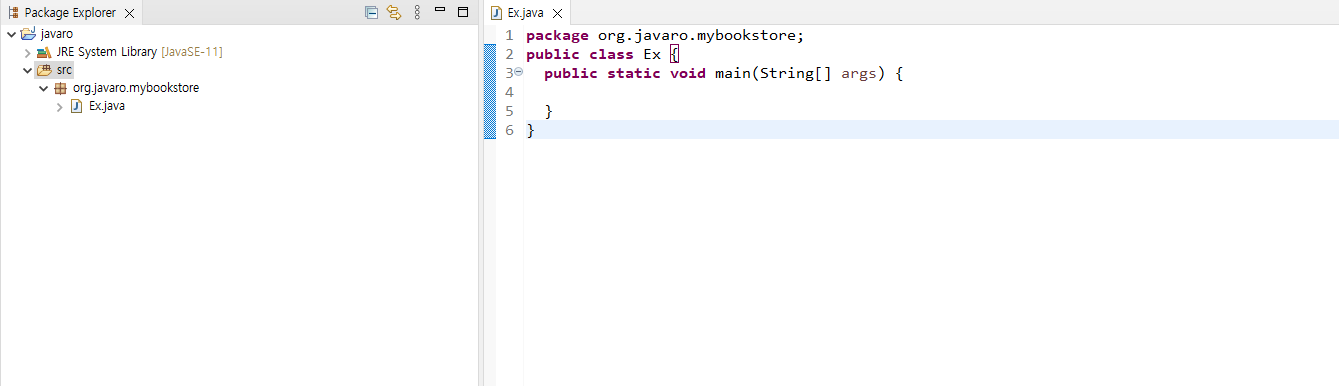 Package Explorer
javaro
JRE System Library [JavaSE-11]
src
org.javaro.mybookstore
Ex.java
Ex.java
1 package org.javaro.mybookstore;
2 public class Ex {
3 public static void main(String[] args) {
4
5 }
6 }